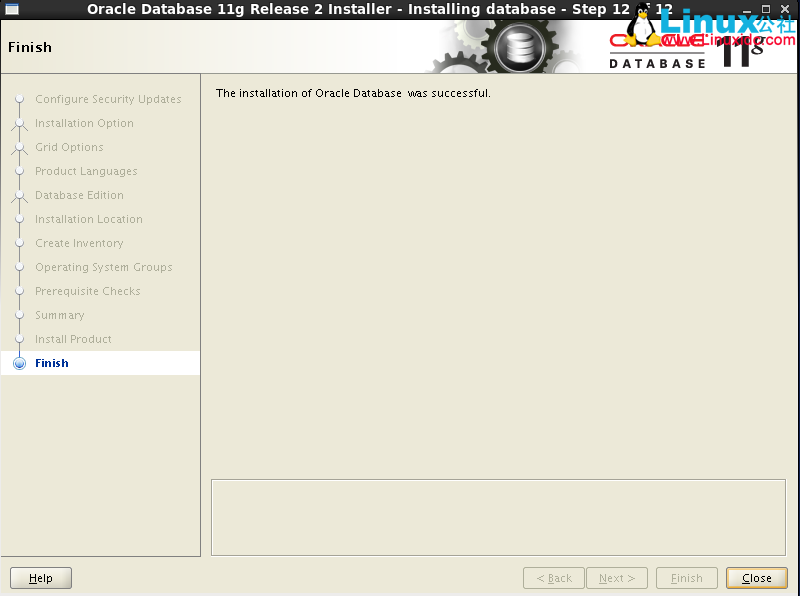 Oracle Database 11g Release 2 Installer - Installing database - Step 12 of 12
Finish
Linux公社
www.Linuxidc.com
ORACLE
DATABASE
11g
Configure Security Updates
Installation Option
Grid Options
Product Languages
Database Edition
Installation Location
Create Inventory
Operating System Groups
Prerequisite Checks
Summary
Install Product
Finish
The installation of Oracle Database was successful.
Help
< Back
Next >
Finish
Close